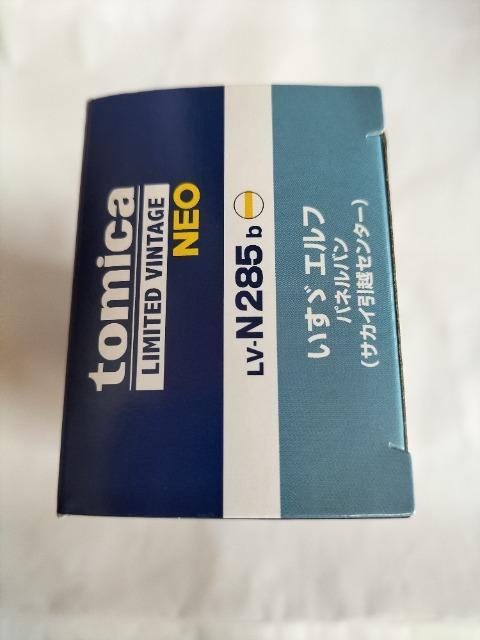 tomica
LIMITED VINTAGE
NEO
LV-N285b
いすゞ エルフ
パネルバン
(サカイ引越センター)